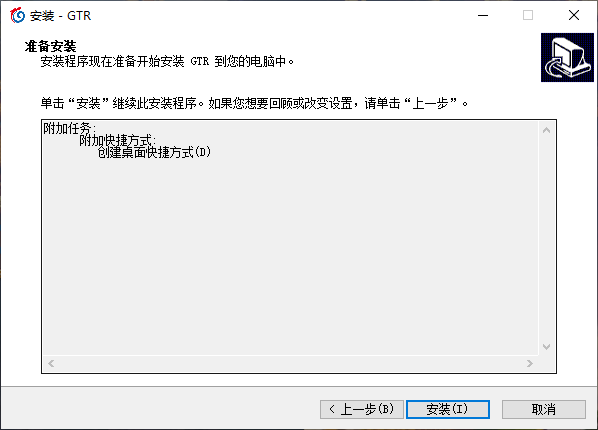 安装 - GTR
准备安装
安装程序现在准备开始安装 GTR 到您的电脑中。
单击“安装”继续此安装程序。如果您想要回顾或改变设置，请单击“上一步”。
附加任务:
附加快捷方式:
创建桌面快捷方式(D)
< 上一步(B)
安装(I)
取消